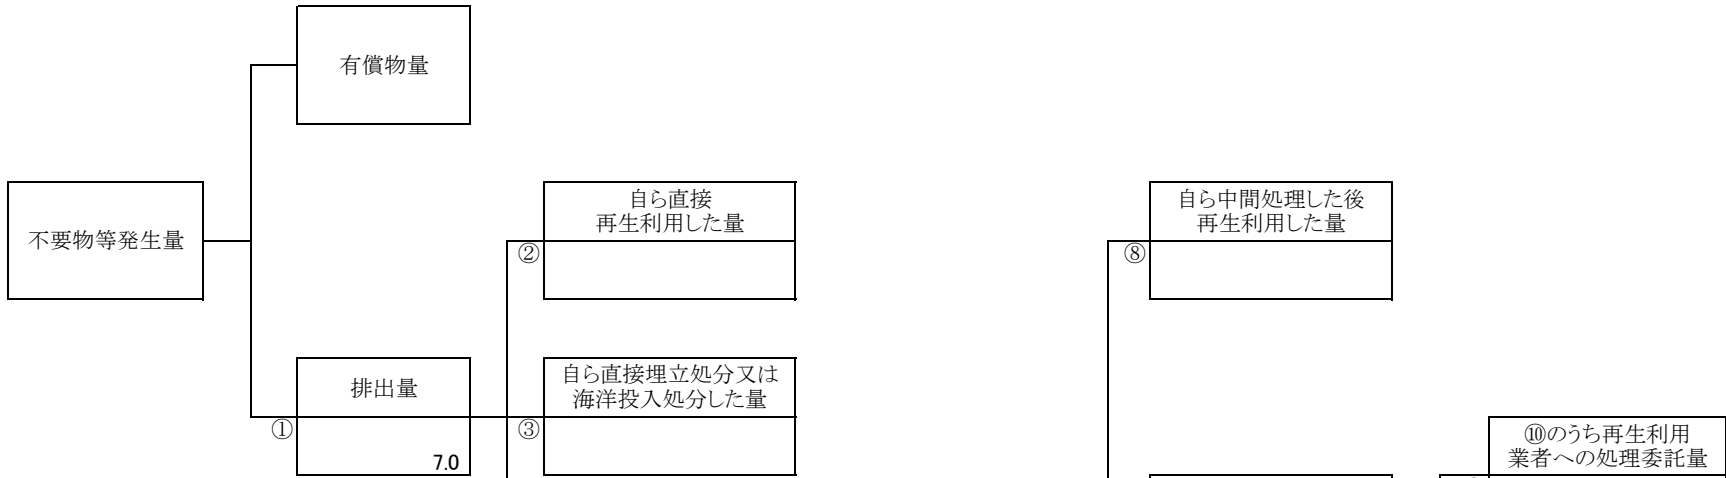 有償物量
不要物等発生量
自ら直接
再生利用した量
②
自ら中間処理した後
再生利用した量
⑧
排出量
①
7.0
自ら直接埋立処分又は
海洋投入処分した量
③
⑩のうち再生利用
業者への処理委託量